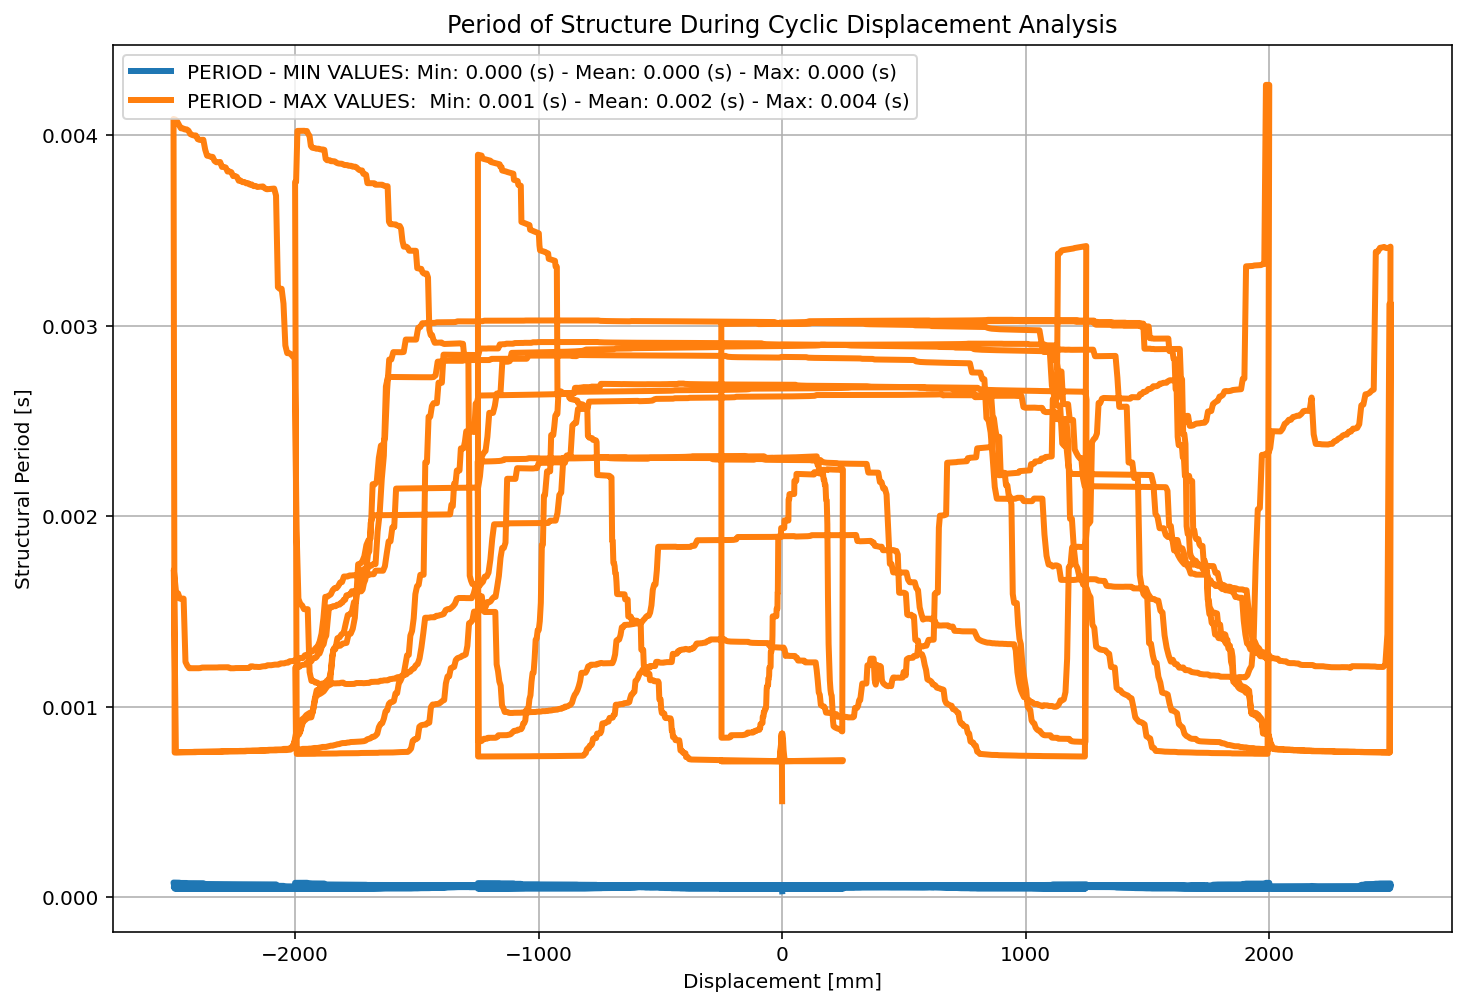 Period of Structure During Cyclic Displacement Analysis
PERIOD - MIN VALUES: Min: 0.000 (s) - Mean: 0.000 (s) - Max: 0.000 (s)
PERIOD - MAX VALUES:  Min: 0.001 (s) - Mean: 0.002 (s) - Max: 0.004 (s)
Structural Period [s]
0.004
0.003
0.002
0.001
0.000
−2000
−1000
0
1000
2000
Displacement [mm]